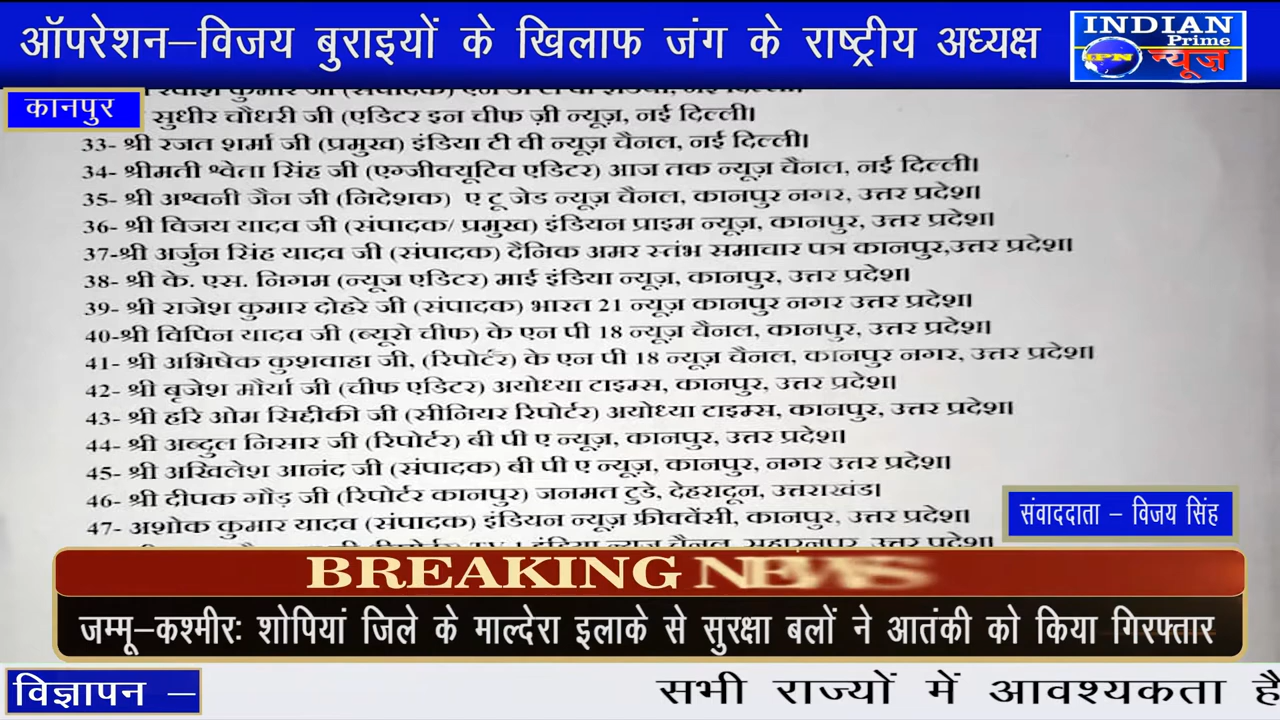 ऑपरेशन–विजय बुराइयों के खिलाफ जंग के राष्ट्रीय अध्यक्ष
INDIAN
Prime
IPN न्यूज़
कानपुर
सुधीर चौधरी जी (एडिटर इन चीफ ज़ी न्यूज़, नई दिल्ली।
33- श्री रजत शर्मा जी (प्रमुख) इंडिया टी वी न्यूज़ चैनल, नई दिल्ली।
34- श्रीमती श्वेता सिंह जी (एग्जीक्यूटिव एडिटर) आज तक न्यूज़ चैनल, नई दिल्ली।
35- श्री अश्वनी जैन जी (निदेशक) ए टू जेड न्यूज़ चैनल, कानपुर नगर, उत्तर प्रदेश।
36- श्री विजय यादव जी (संपादक/ प्रमुख) इंडियन प्राइम न्यूज़, कानपुर, उत्तर प्रदेश।
37-श्री अर्जुन सिंह यादव जी (संपादक) दैनिक अमर स्तंभ समाचार पत्र कानपुर,उत्तर प्रदेश।
38- श्री के. एस. निगम (न्यूज एडिटर) माई इंडिया न्यूज़, कानपुर, उत्तर प्रदेश।
39- श्री राजेश कुमार दोहरे जी (संपादक) भारत 21 न्यूज़ कानपुर नगर उत्तर प्रदेश।
40-श्री विपिन यादव जी (ब्यूरो चीफ) के एन पी 18 न्यूज़ चैनल, कानपुर, उत्तर प्रदेश।
41- श्री अभिषेक कुशवाहा जी, (रिपोर्टर) के एन पी 18 न्यूज़ चैनल, कानपुर नगर, उत्तर प्रदेश।
42- श्री बृजेश मौर्या जी (चीफ एडिटर) अयोध्या टाइम्स, कानपुर, उत्तर प्रदेश।
43- श्री हरि ओम सिद्दीकी जी (सीनियर रिपोर्टर) अयोध्या टाइम्स, कानपुर, उत्तर प्रदेश।
44- श्री अब्दुल निसार जी (रिपोर्टर) बी पी ए न्यूज़, कानपुर, उत्तर प्रदेश।
45- श्री अखिलेश आनंद जी (संपादक) बी पी ए न्यूज़, कानपुर, नगर उत्तर प्रदेश।
46- श्री दीपक गौड़ जी (रिपोर्टर कानपुर) जनमत टुडे, देहरादून, उत्तराखंड।
47- अशोक कुमार यादव (संपादक) इंडियन न्यूज़ फ्रीक्वेंसी, कानपुर, उत्तर प्रदेश।
संवाददाता – विजय सिंह
BREAKING NEWS
जम्मू–कश्मीरः शोपियां जिले के माल्देरा इलाके से सुरक्षा बलों ने आतंकी को किया गिरफ्तार
विज्ञापन – सभी राज्यों में आवश्यकता है